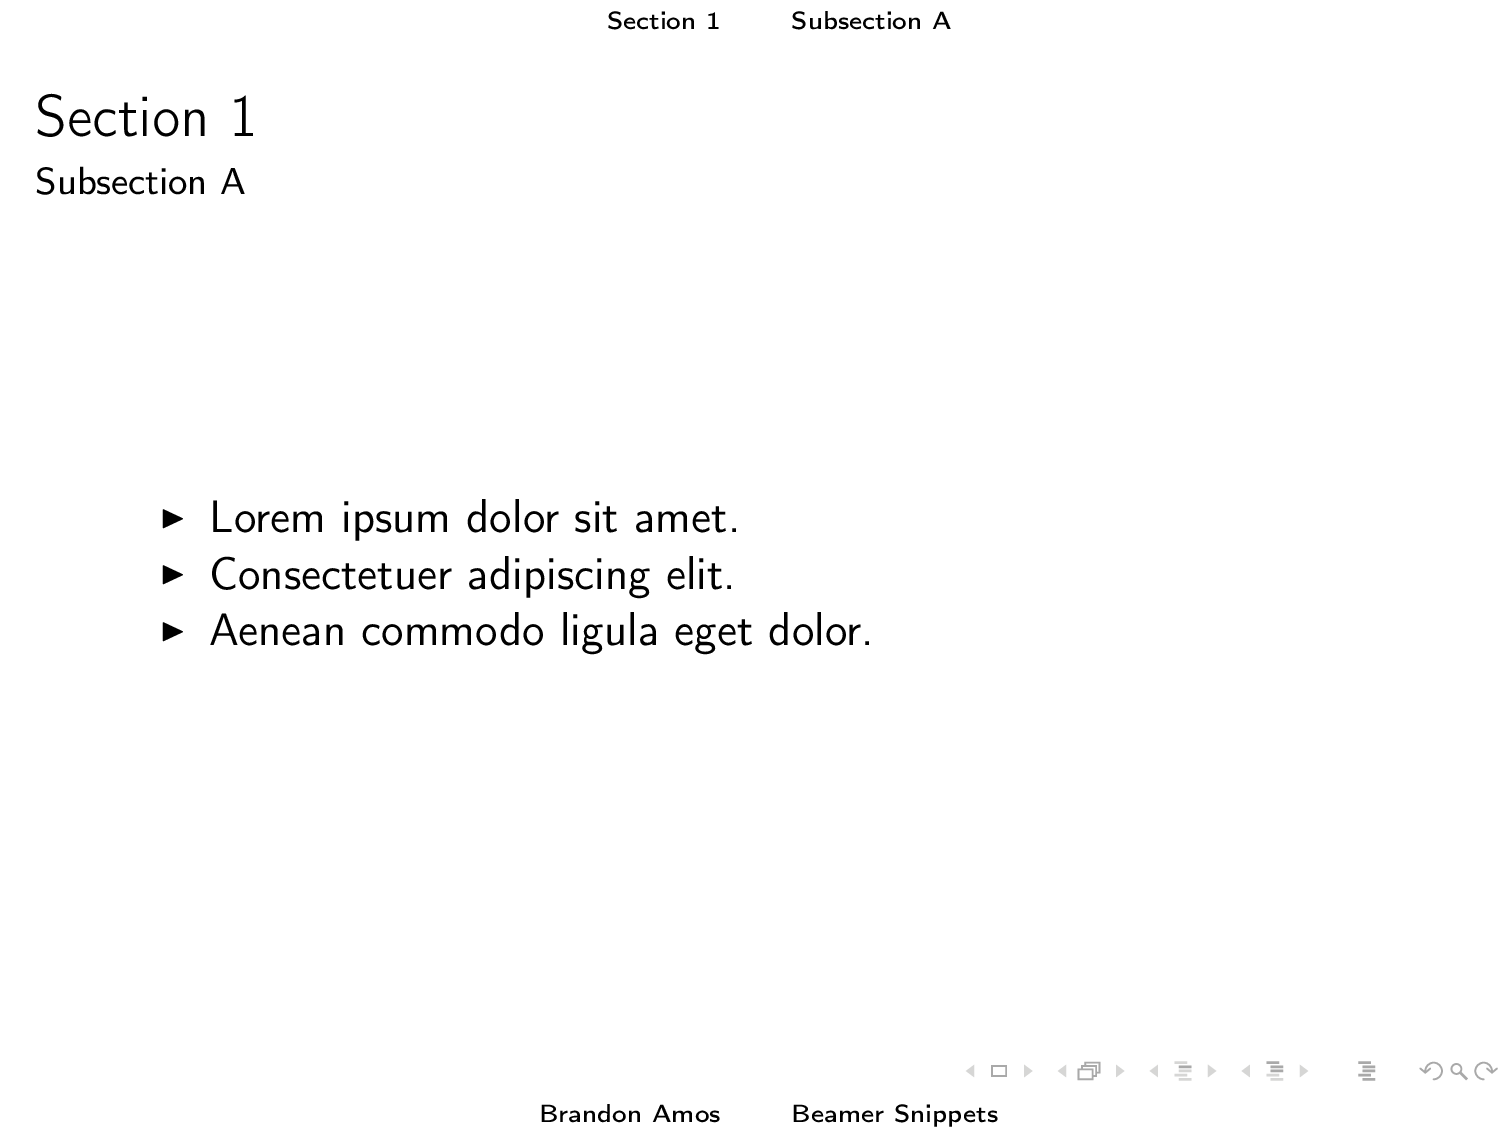 Section 1 Subsection A
Section 1
Subsection A
Lorem ipsum dolor sit amet.
Consectetuer adipiscing elit.
Aenean commodo ligula eget dolor.
Brandon Amos Beamer Snippets